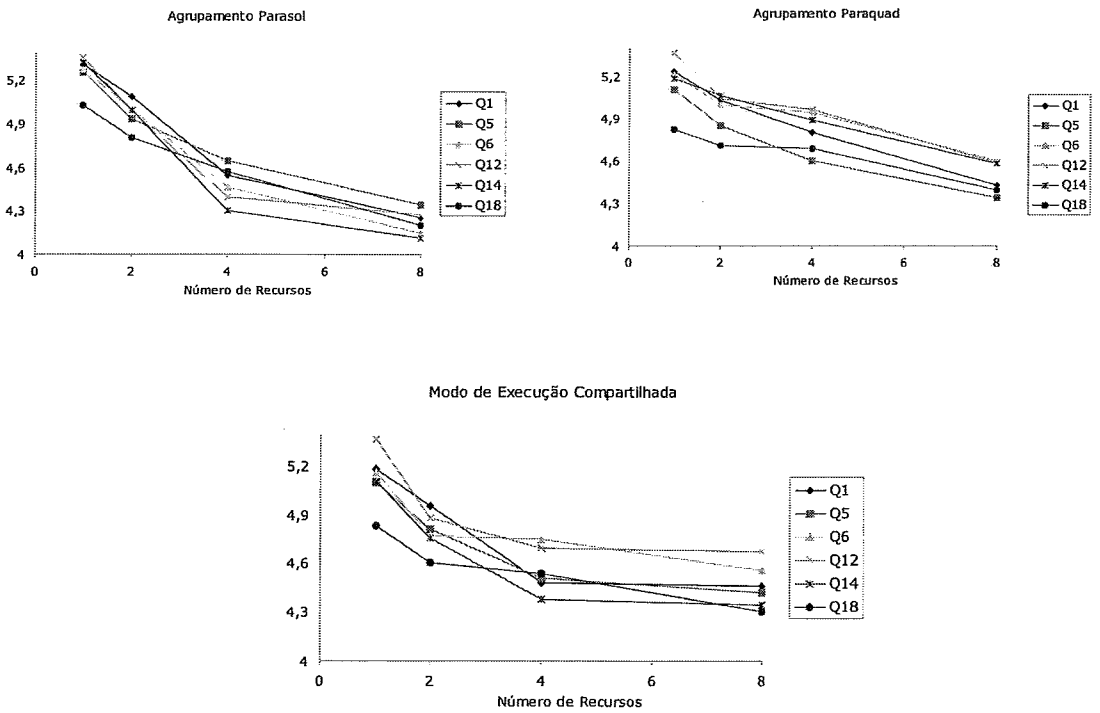 Agrupamento Parasol
5,2
4,9
4,6
4,3
4
0
2
4
6
8
Número de Recursos
Q1
Q5
Q6
Q12
Q14
Q18
Agrupamento Paraquad
5,2
4,9
4,6
4,3
4
0
2
4
6
8
Número de Recursos
Q1
Q5
Q6
Q12
Q14
Q18
Modo de Execução Compartilhada
5,2
4,9
4,6
4,3
4
0
2
4
6
8
Número de Recursos
Q1
Q5
Q6
Q12
Q14
Q18